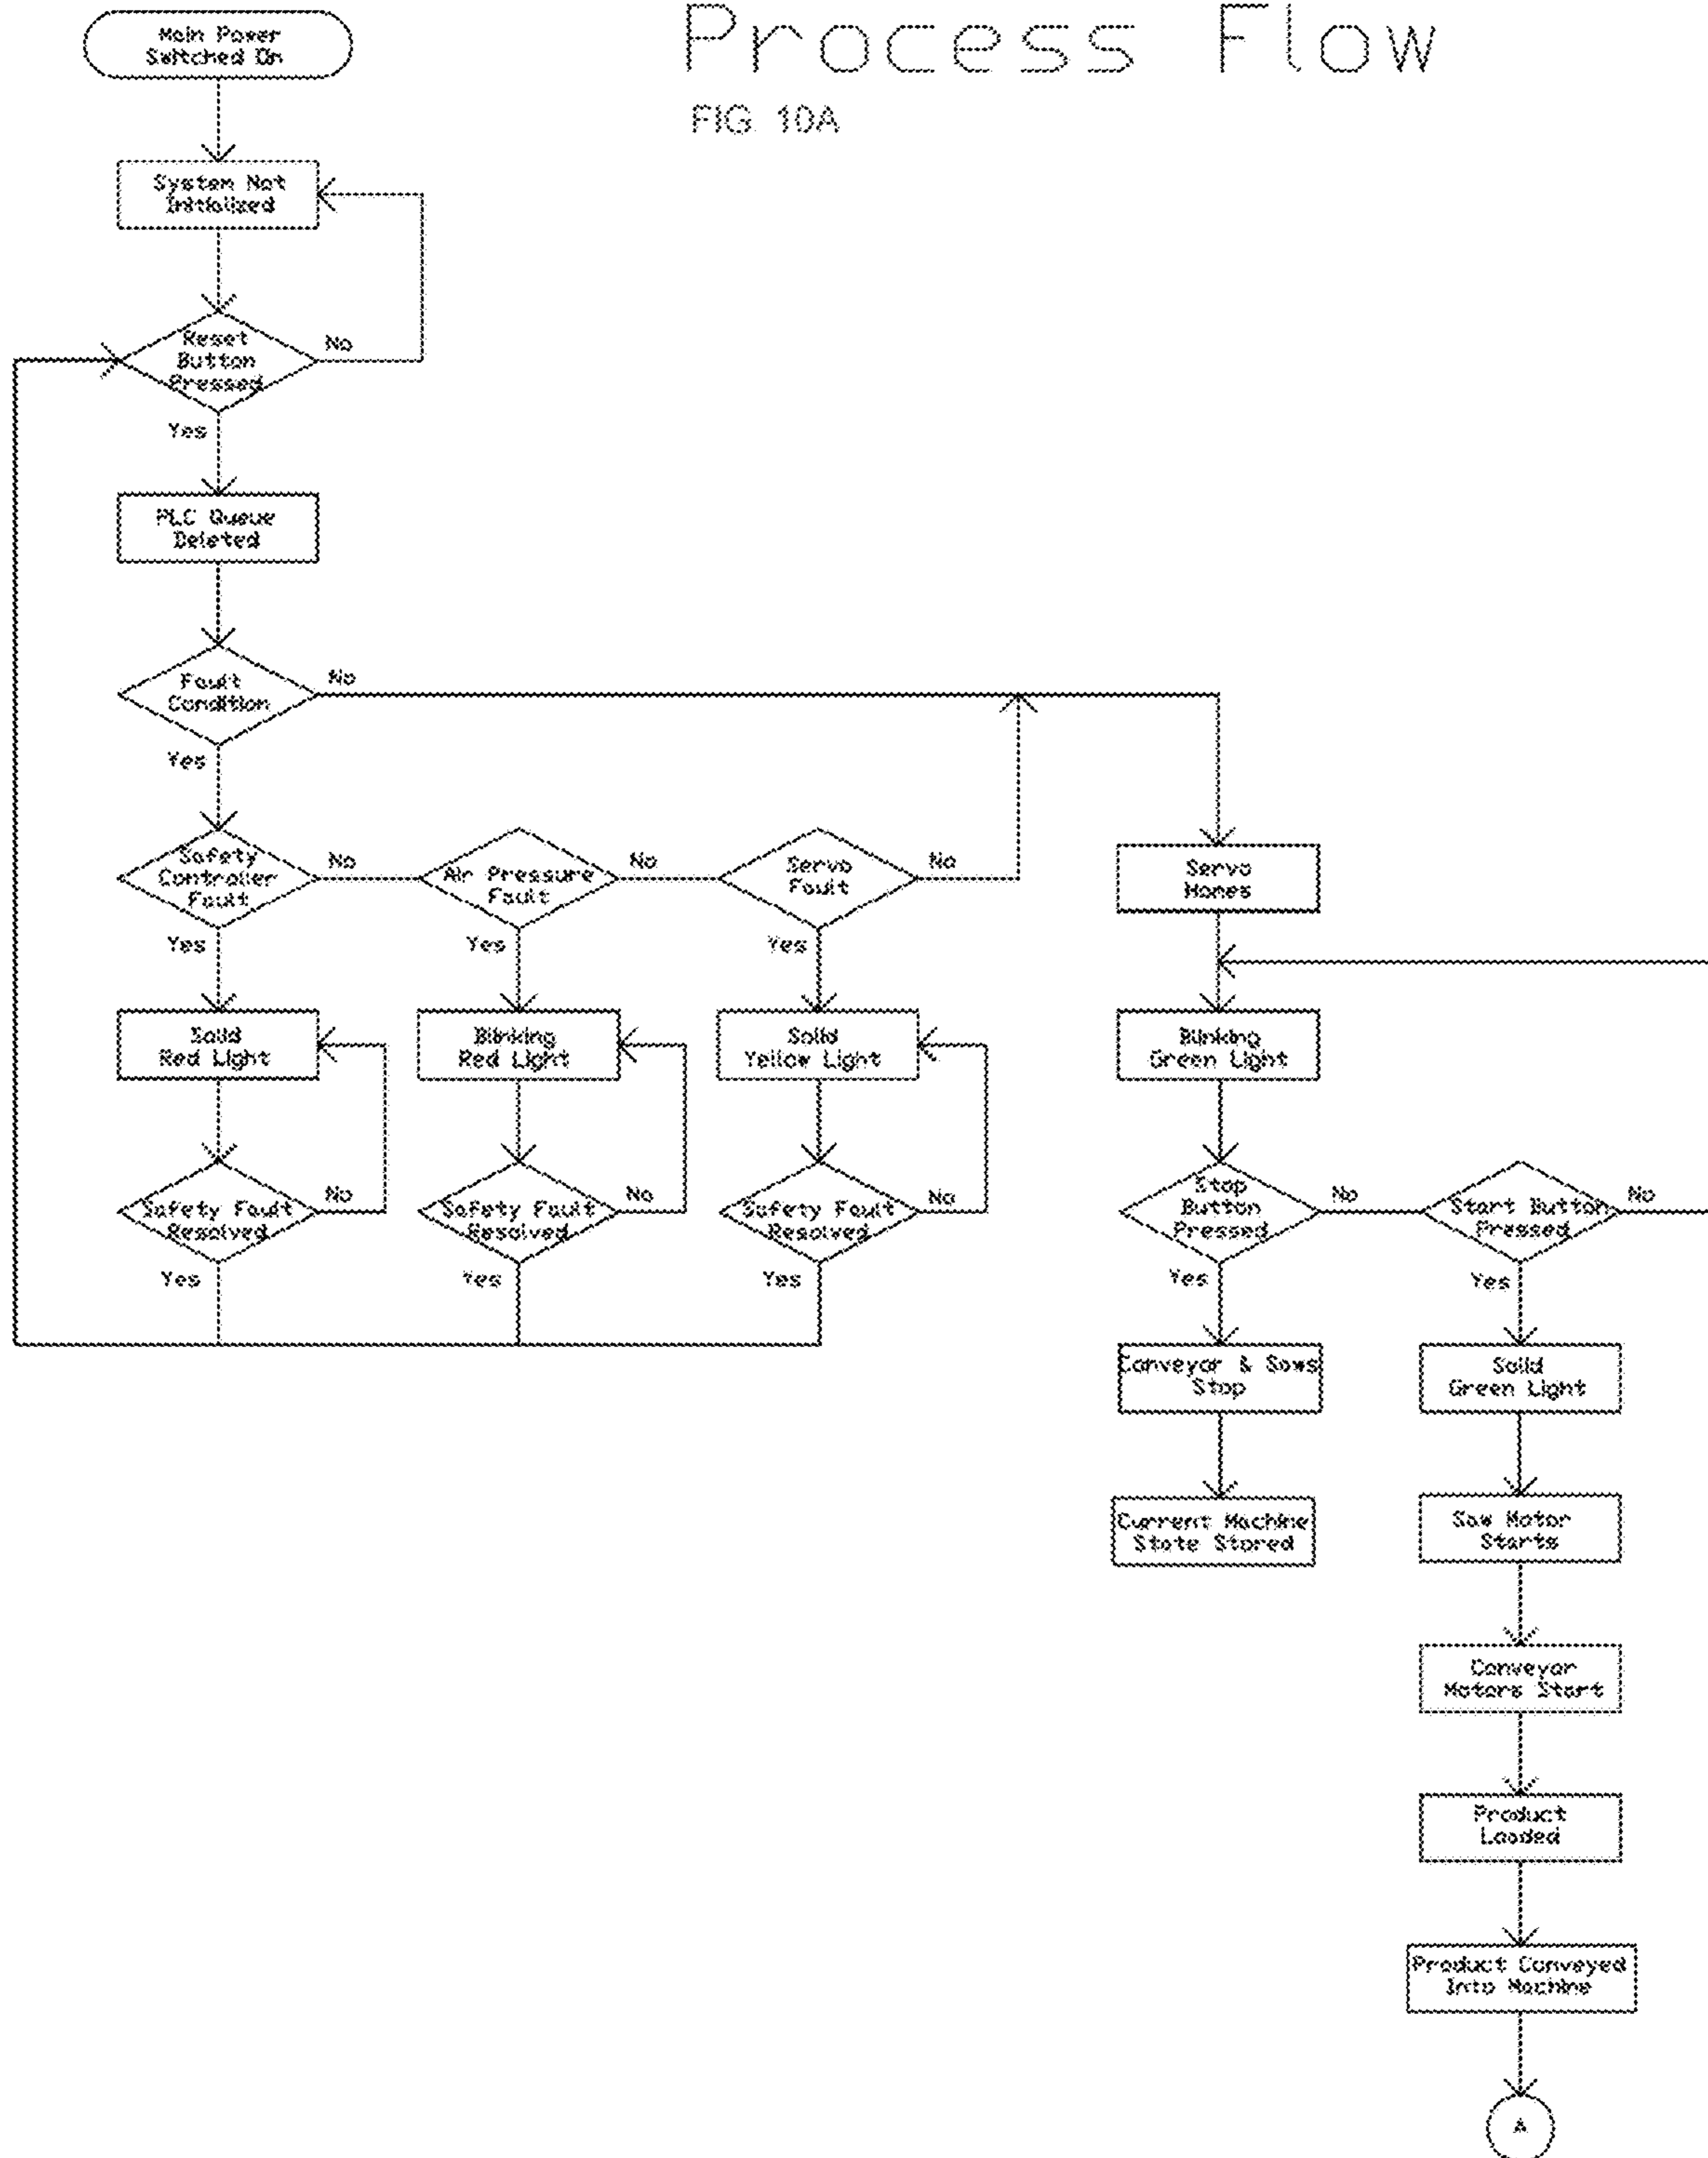 Process Flow
FIG. 10A
Main Power
Switched On
System Not
Initialized
Reset
Button
Pressed
No
Yes
PLC Queue
Deleted
Fault
Condition
No
Yes
Safety
Controller
Fault
No
Yes
Air Pressure
Fault
No
Yes
Servo
Fault
No
Yes
Servo
Homes
Solid
Red Light
Blinking
Red Light
Solid
Yellow Light
Blinking
Green Light
Safety Fault
Resolved
No
Yes
Safety Fault
Resolved
No
Yes
Safety Fault
Resolved
No
Yes
Stop
Button
Pressed
No
Yes
Start Button
Pressed
No
Yes
Conveyor & Saws
Stop
Solid
Green Light
Current Machine
State Stored
Saw Motor
Starts
Conveyor
Motors Start
Product
Loaded
Product Conveyed
Into Machine
A